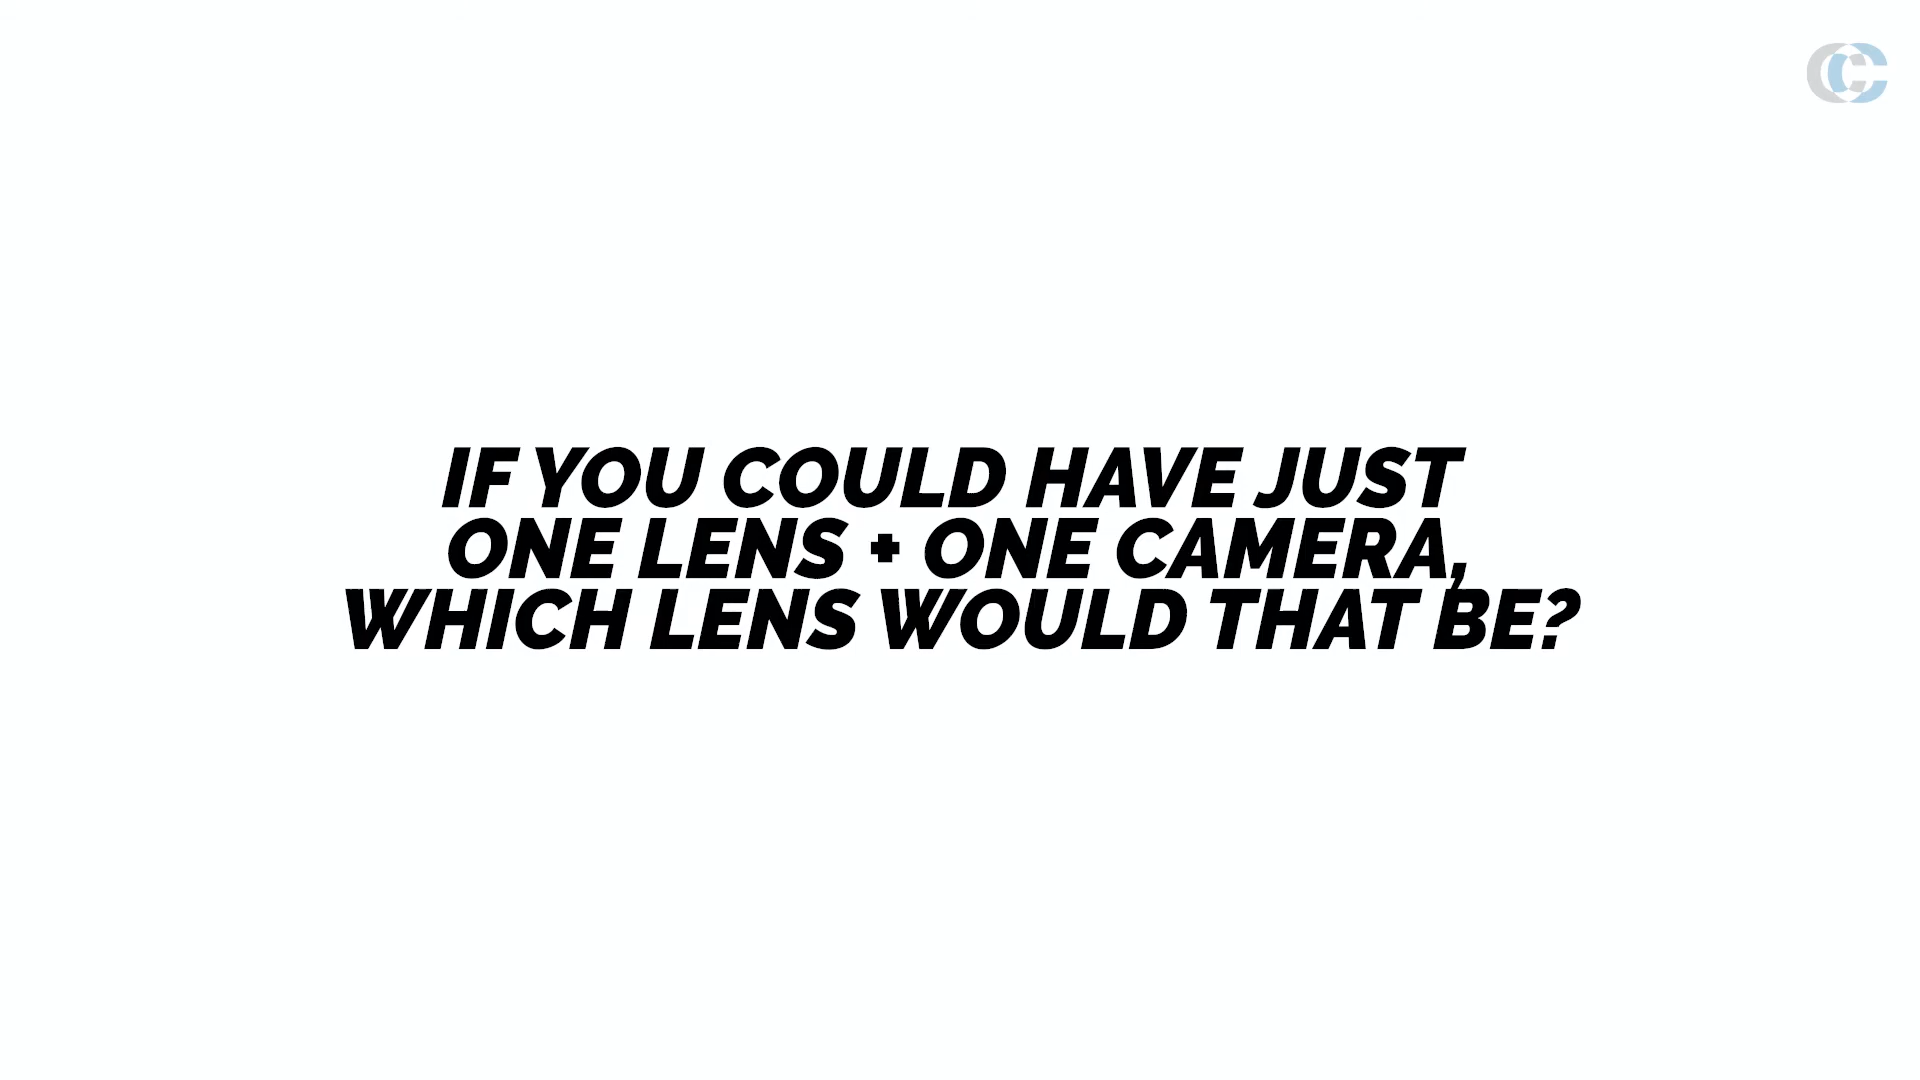 IF YOU COULD HAVE JUST
ONE LENS + ONE CAMERA,
WHICH LENS WOULD THAT BE?